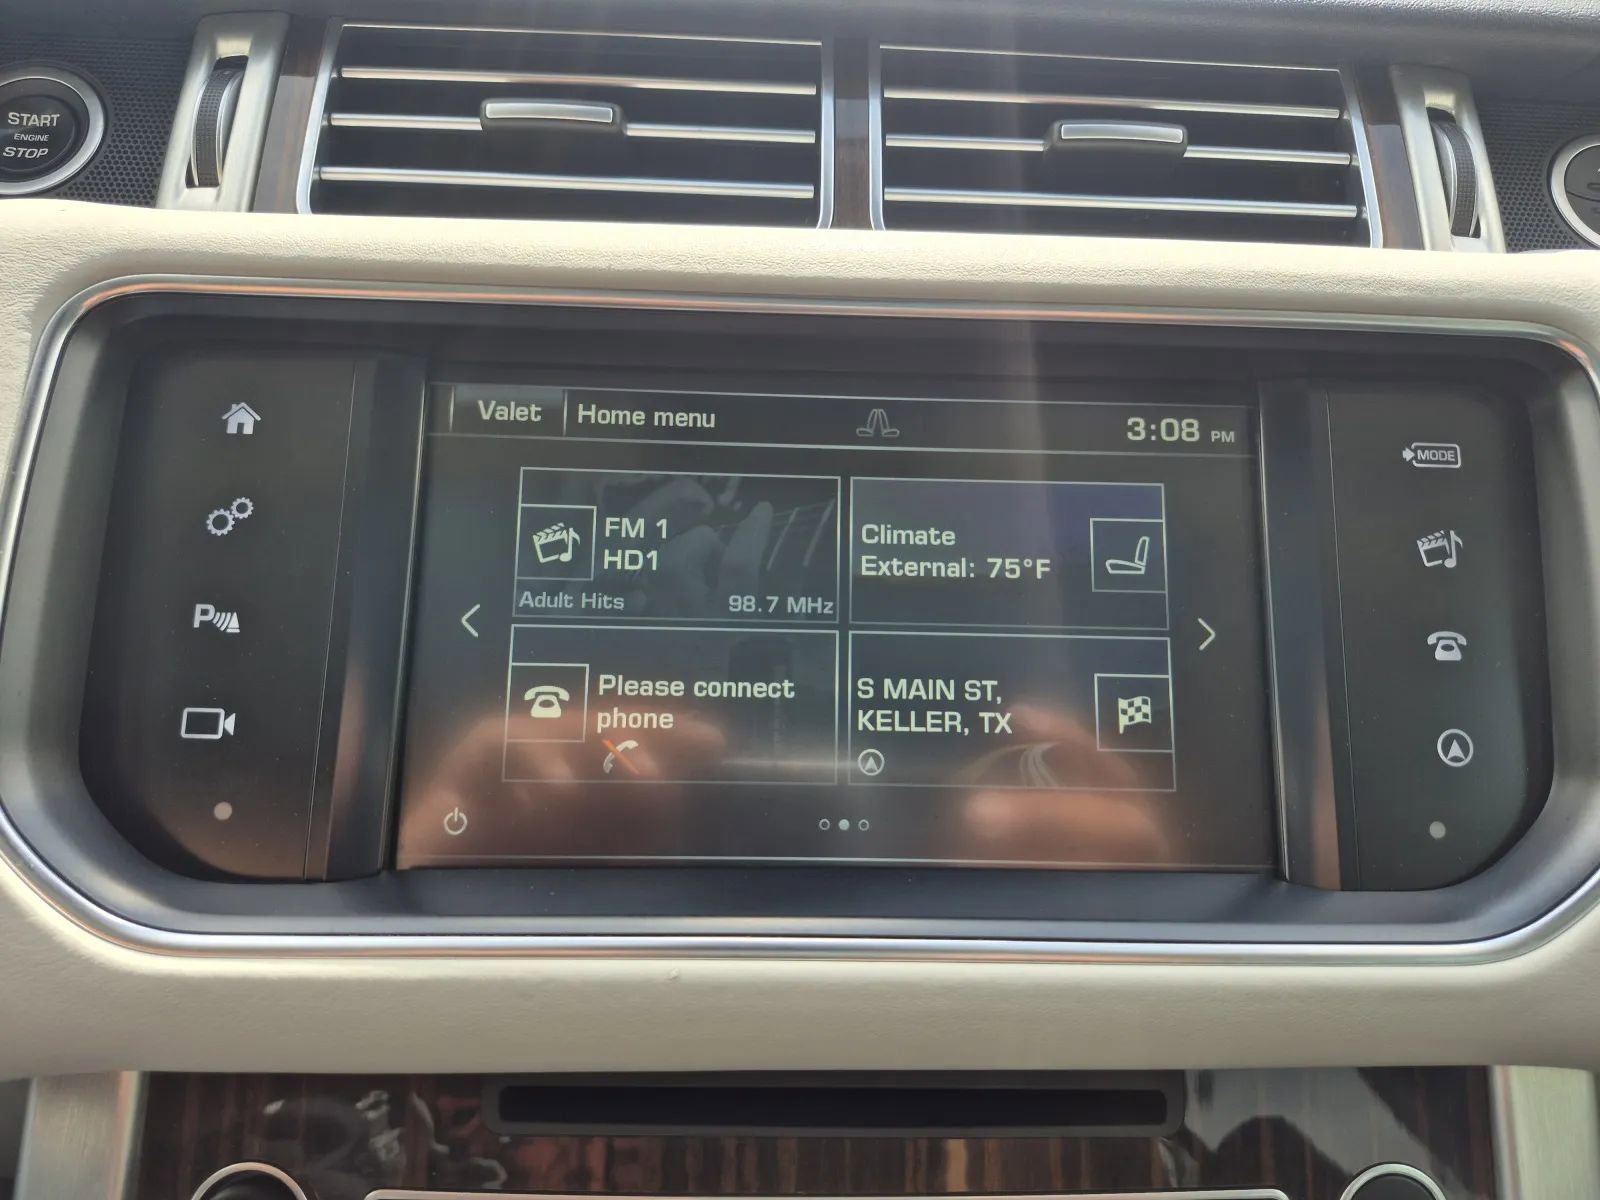 START
ENGINE
STOP
Valet
Home menu
3:08 PM
MODE
FM 1
HD1
Adult Hits
98.7 MHz
Climate
External: 75°F
P
Please connect
phone
S MAIN ST,
KELLER, TX